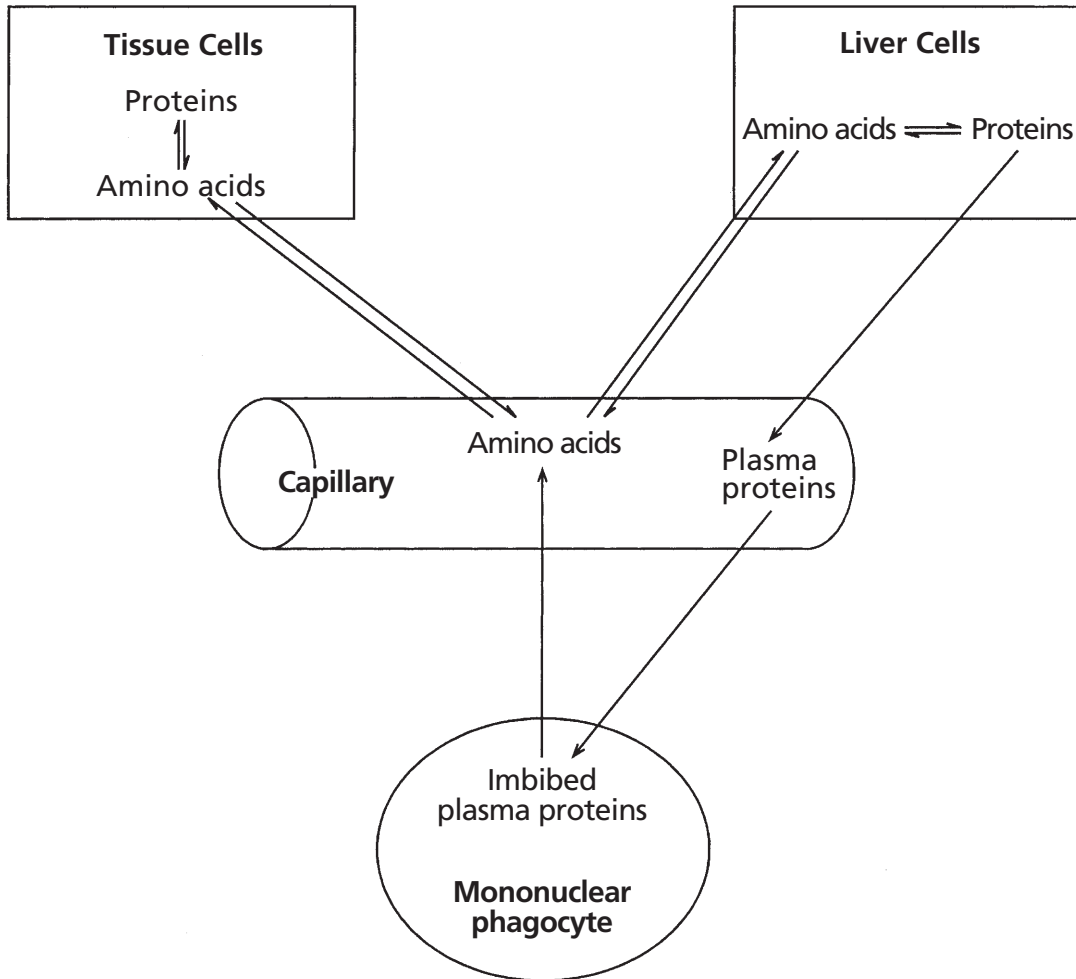 Tissue Cells
Proteins
Amino acids
Liver Cells
Amino acids
Proteins
Amino acids
Capillary
Plasma
proteins
Imbibed
plasma proteins
Mononuclear
phagocyte